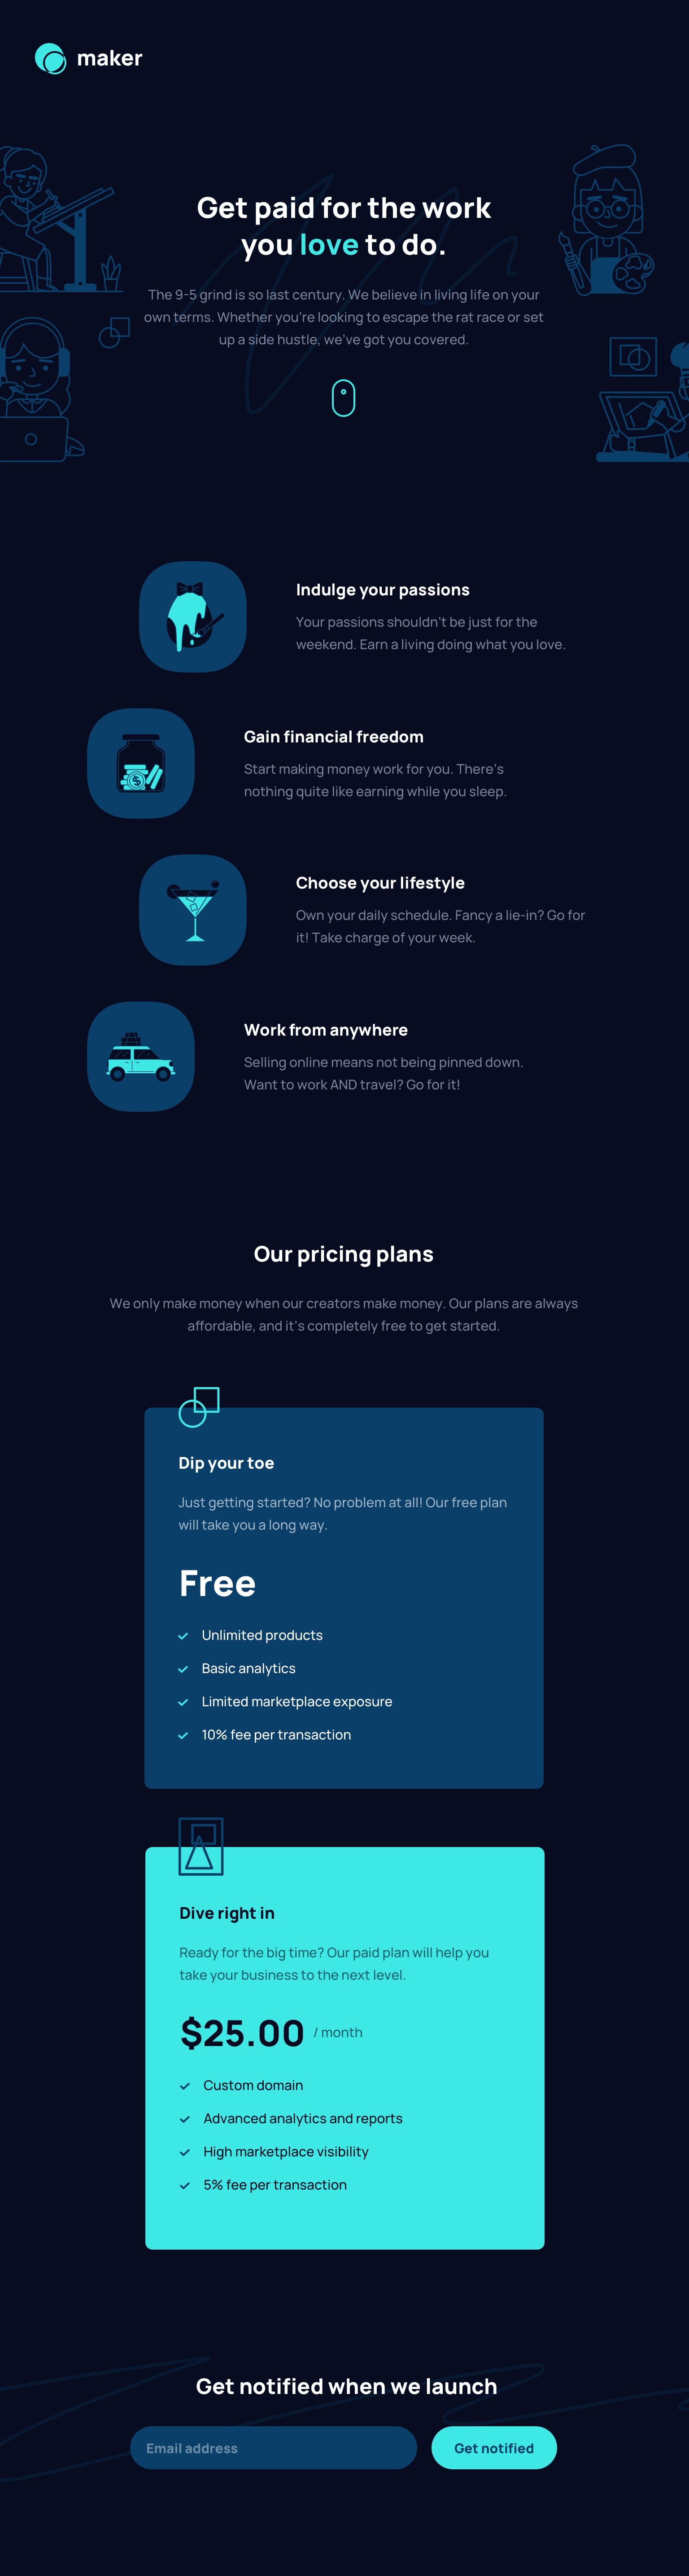 maker
Get paid for the work
you love to do.
The 9-5 grind is so last century. We believe in living life on your
own terms. Whether you're looking to escape the rat race or set
up a side hustle, we've got you covered.
Indulge your passions
Your passions shouldn't be just for the
weekend. Earn a living doing what you love.
Gain financial freedom
Start making money work for you. There's
nothing quite like earning while you sleep.
Choose your lifestyle
Own your daily schedule. Fancy a lie-in? Go for
it! Take charge of your week.
Work from anywhere
Selling online means not being pinned down.
Want to work AND travel? Go for it!
Our pricing plans
We only make money when our creators make money. Our plans are always
affordable, and it's completely free to get started.
Dip your toe
Just getting started? No problem at all! Our free plan
will take you a long way.
Free
Unlimited products
Basic analytics
Limited marketplace exposure
10% fee per transaction
Dive right in
Ready for the big time? Our paid plan will help you
take your business to the next level.
$25.00 / month
Custom domain
Advanced analytics and reports
High marketplace visibility
5% fee per transaction
Get notified when we launch
Email address
Get notified